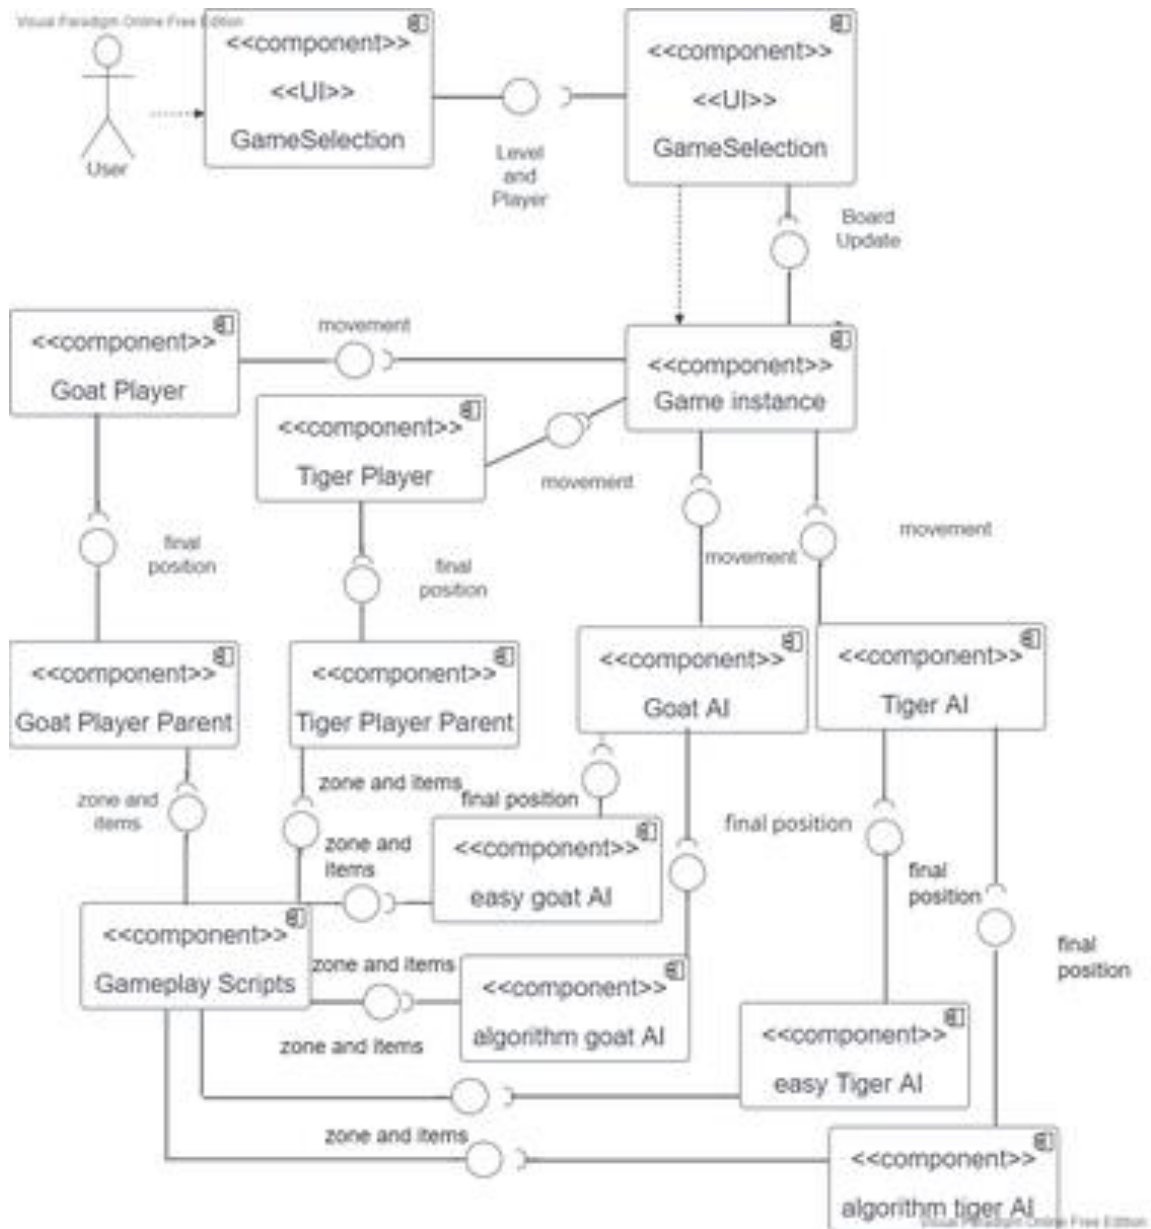 Visual Paradigm Online Free Edition
<<component>>
<<UI>>
GameSelection
User
Level
and
Player
<<component>>
<<UI>>
GameSelection
Board
Update
<<component>>
Goat Player
movement
<<component>>
Game instance
<<component>>
Tiger Player
movement
movement
movement
final
position
final
position
<<component>>
Goat Player Parent
<<component>>
Tiger Player Parent
<<component>>
Goat AI
<<component>>
Tiger AI
zone and
items
zone and items
final position
final position
zone and
items
<<component>>
easy goat AI
final
position
<<component>>
Gameplay Scripts
zone and items
<<component>>
algorithm goat AI
final
position
zone and items
<<component>>
easy Tiger AI
zone and items
<<component>>
algorithm tiger AI
Visual Paradigm Online Free Edition